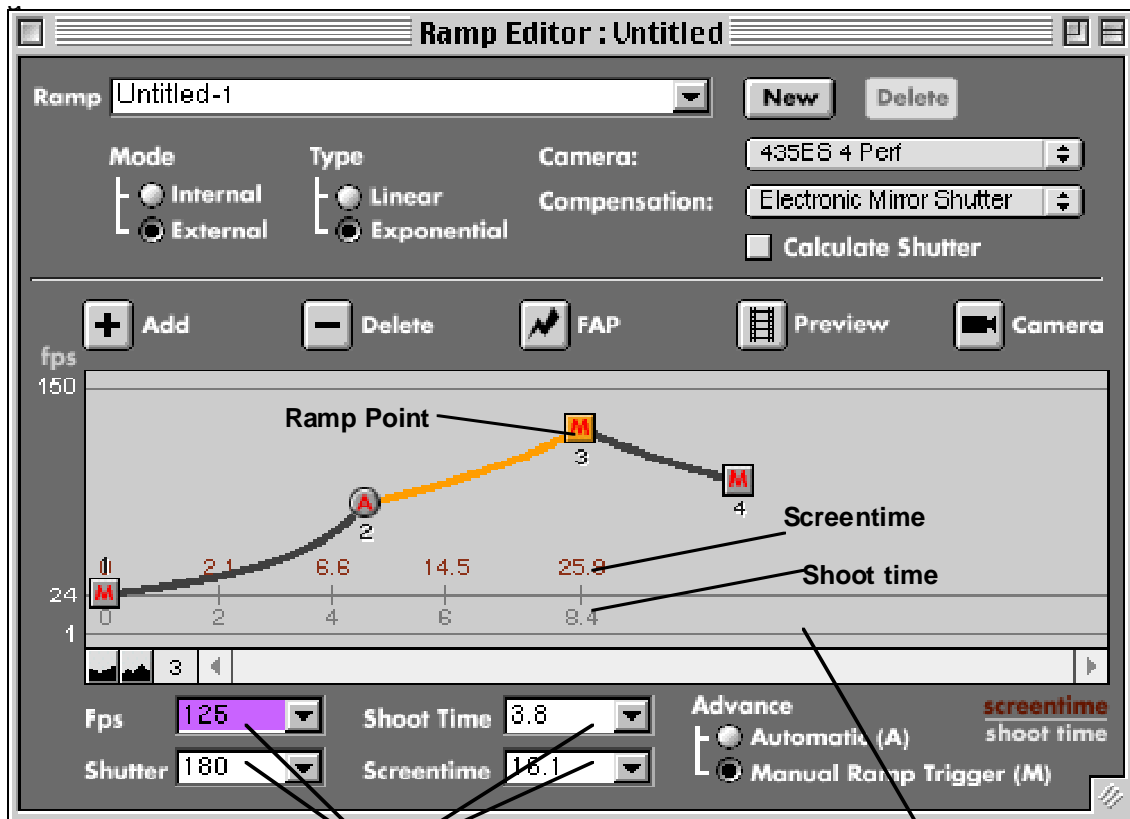 Ramp Editor : Untitled
Ramp Untitled-1 New Delete
Mode Type Camera: 435ES 4 Perf
Internal Linear Compensation: Electronic Mirror Shutter
External Exponential Calculate Shutter
Add Delete FAP Preview Camera
fps
150
Ramp Point M
3
A M
2 4
Screentime
0 2.1 6.6 14.5 25.9
Shoot time
24 M
0 2 4 6 8.4
1
3
Fps 125 Shoot Time 3.8 Advance screentime
Automatic (A) shoot time
Shutter 180 Screentime 16.1 Manual Ramp Trigger (M)